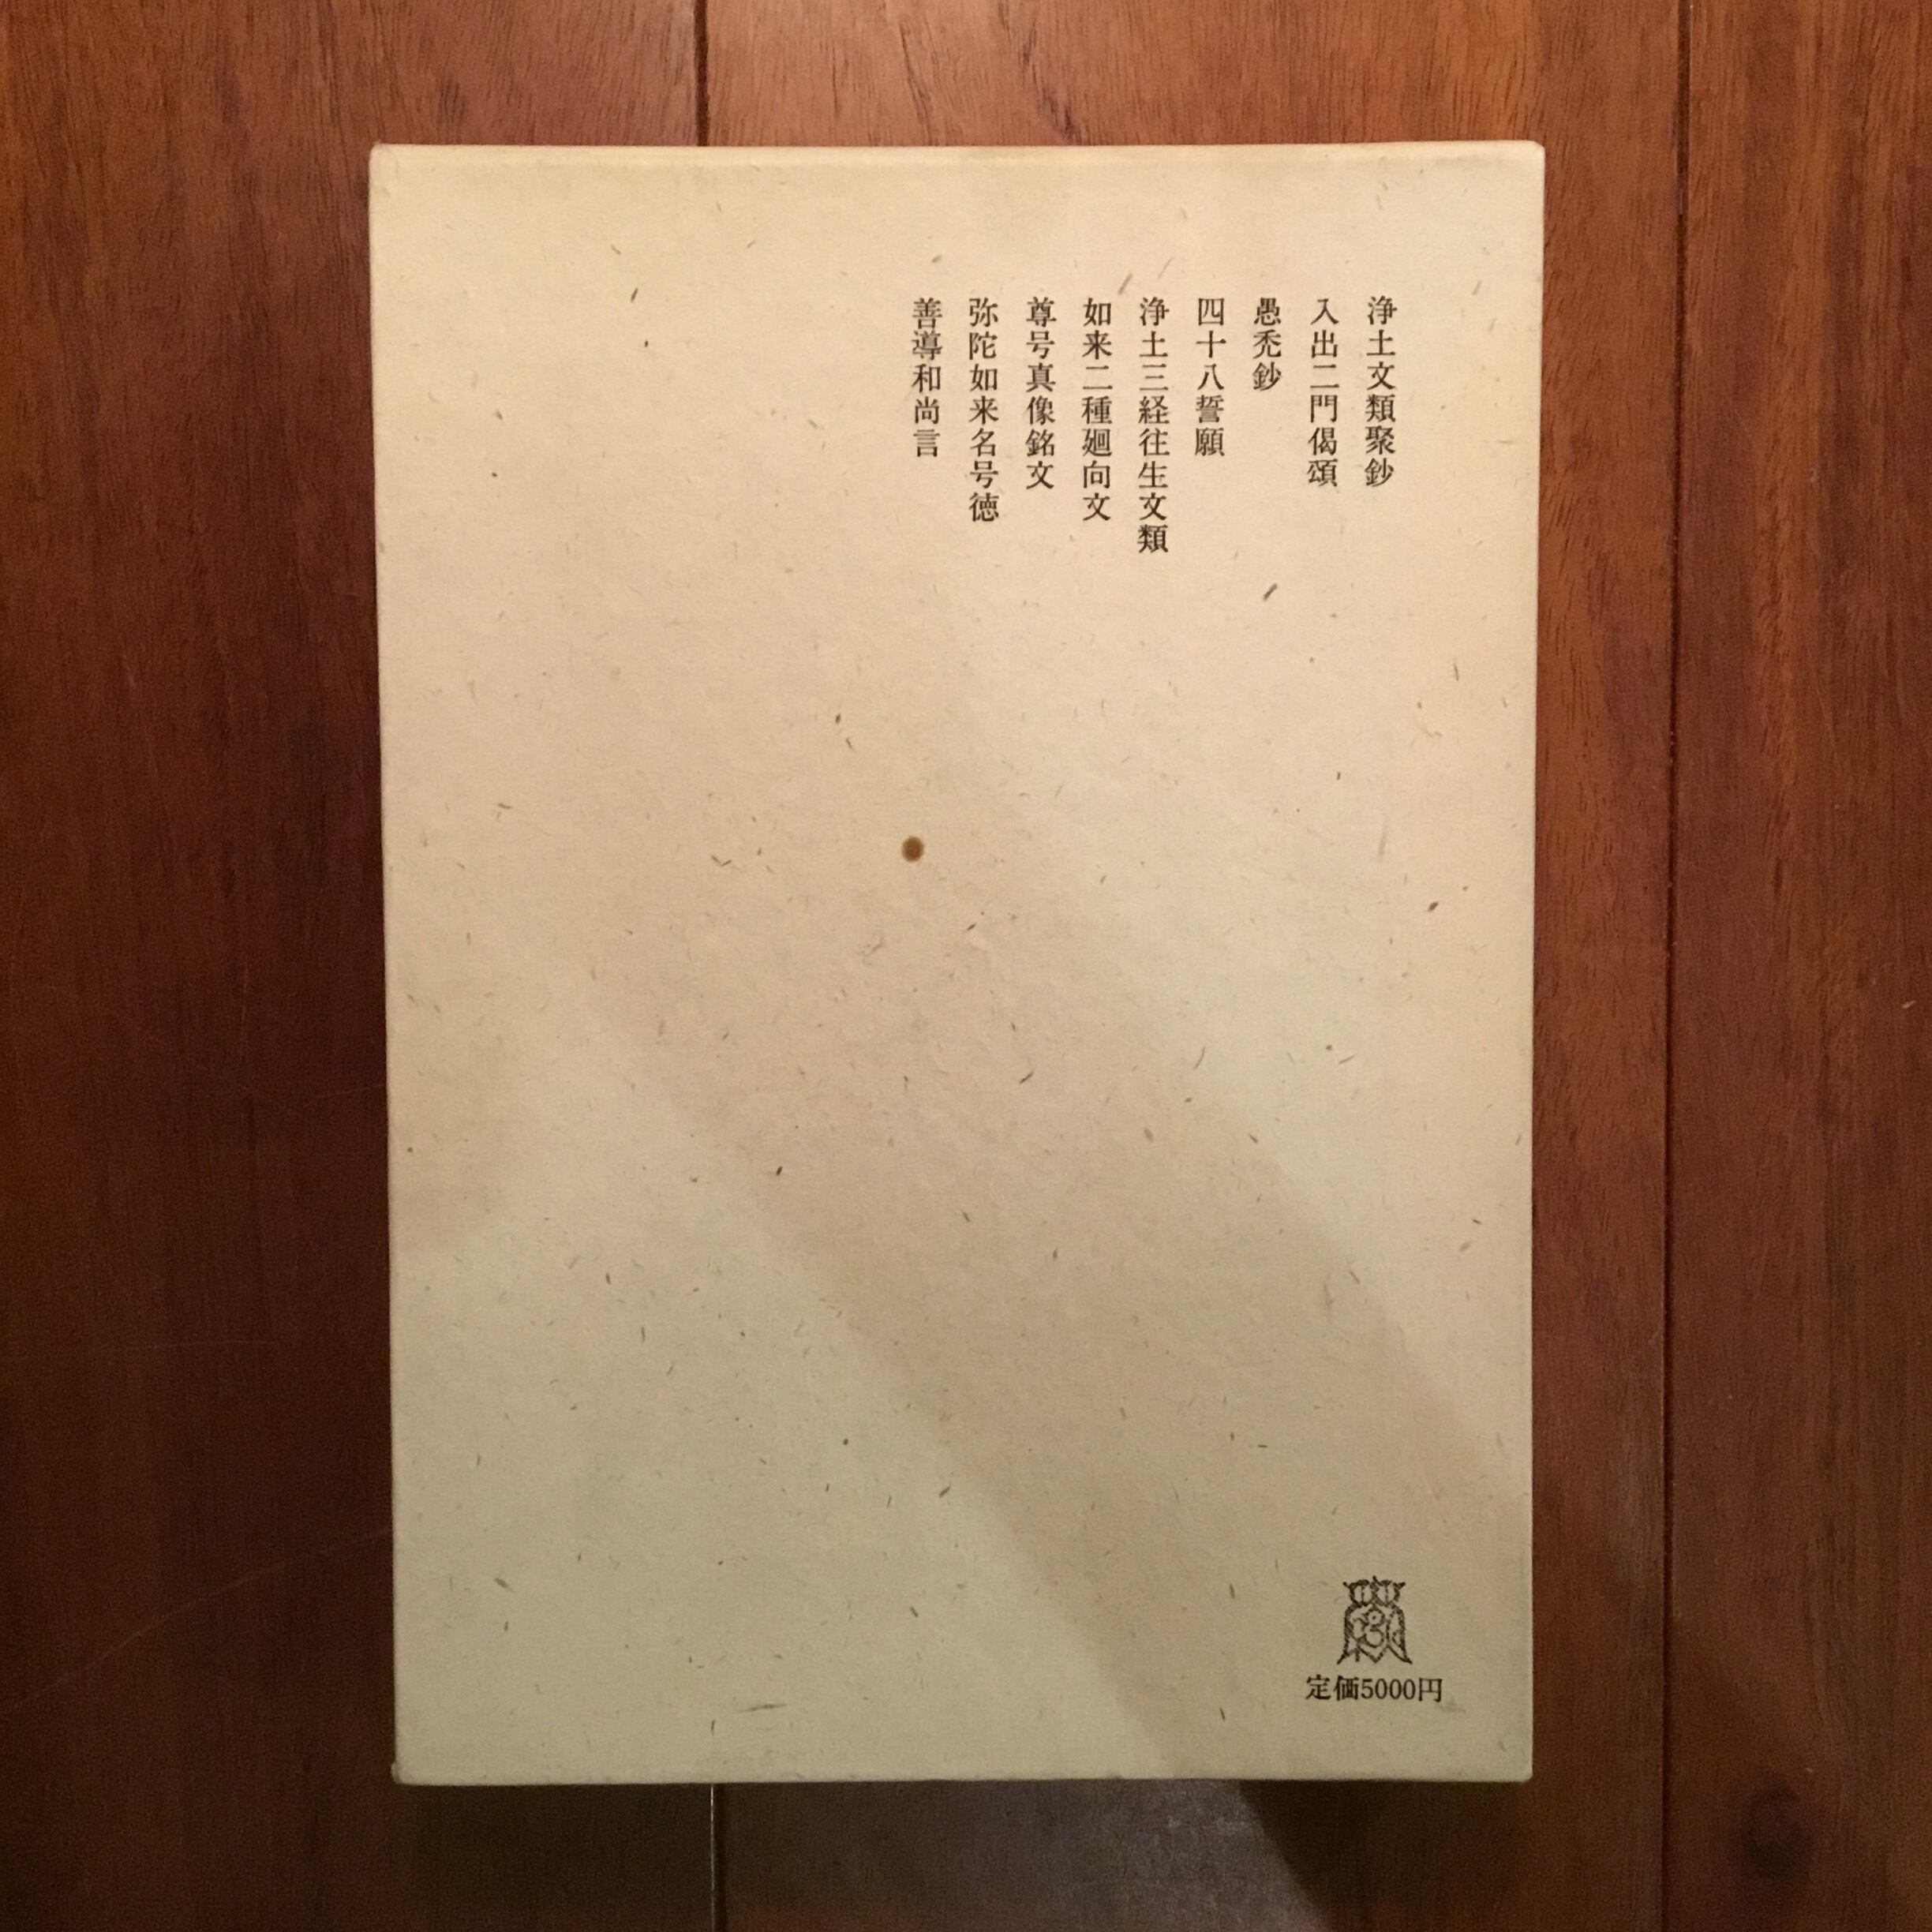 浄土文類聚鈔
入出二門偈頌
愚禿鈔
四十八誓願
浄土三経往生文類
如来二種廻向文
尊号真像銘文
弥陀如来名号徳
善導和尚言
定価5000円